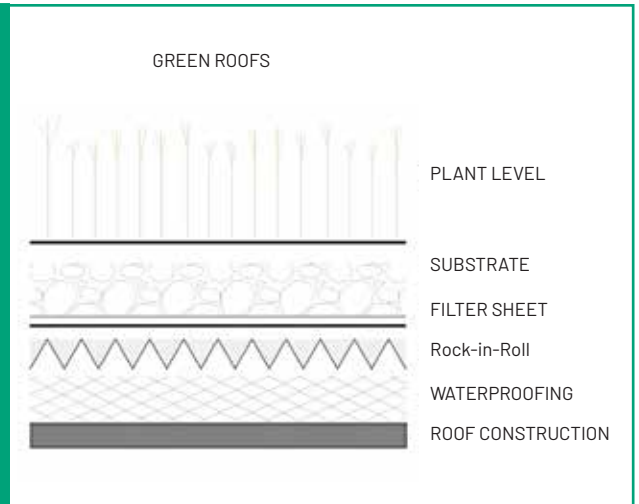 GREEN ROOFS
PLANT LEVEL
SUBSTRATE
FILTER SHEET
Rock-in-Roll
WATERPROOFING
ROOF CONSTRUCTION